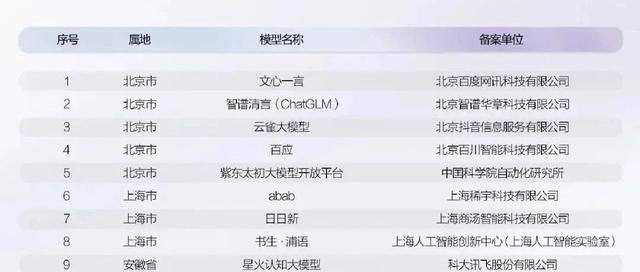 序号 属地 模型名称 备案单位
1 北京市 文心一言 北京百度网讯科技有限公司
2 北京市 智谱清言（ChatGLM） 北京智谱华章科技有限公司
3 北京市 云雀大模型 北京抖音信息服务有限公司
4 北京市 百应 北京百川智能科技有限公司
5 北京市 紫东太初大模型开放平台 中国科学院自动化研究所
6 上海市 abab 上海稀宇科技有限公司
7 上海市 日日新 上海商汤智能科技有限公司
8 上海市 书生·浦语 上海人工智能创新中心（上海人工智能实验室）
9 安徽省 星火认知大模型 科大讯飞股份有限公司